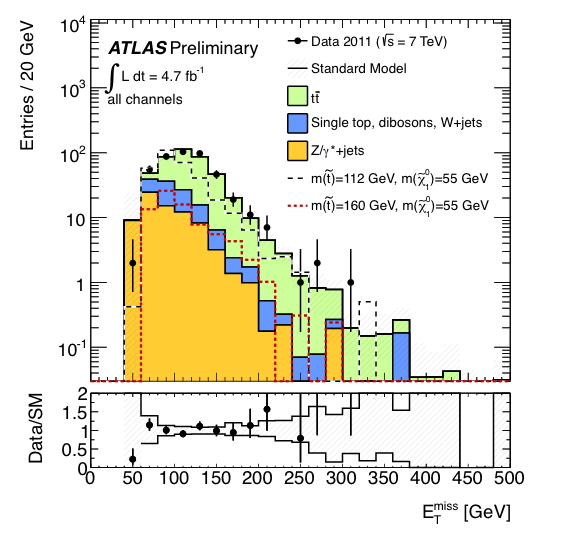 10⁴
10³
10²
10
1
10⁻¹
Entries / 20 GeV
ATLAS Preliminary
∫ L dt = 4.7 fb⁻¹
all channels
Data 2011 (√s = 7 TeV)
Standard Model
tt̄
Single top, dibosons, W+jets
Z/γ*+jets
m(t̃)=112 GeV, m(χ̃⁰₁)=55 GeV
m(t̃)=160 GeV, m(χ̃⁰₁)=55 GeV
Data/SM
2
1.5
1
0.5
0
0 50 100 150 200 250 300 350 400 450 500
E_T^miss [GeV]